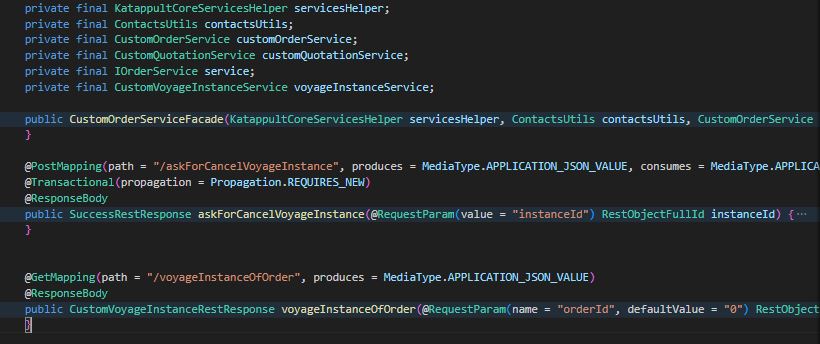 private final KatappultCoreServicesHelper servicesHelper;
private final ContactsUtils contactsUtils;
private final CustomOrderService customOrderService;
private final CustomQuotationService customQuotationService;
private final IOrderService service;
private final CustomVoyageInstanceService voyageInstanceService;
public CustomOrderServiceFacade(KatappultCoreServicesHelper servicesHelper, ContactsUtils contactsUtils, CustomOrderService
}
@PostMapping(path = "/askForCancelVoyageInstance", produces = MediaType.APPLICATION_JSON_VALUE, consumes = MediaType.APPLICA
@Transactional(propagation = Propagation.REQUIRES_NEW)
@ResponseBody
public SuccessRestResponse askForCancelVoyageInstance(@RequestParam(value = "instanceId") RestObjectFullId instanceId) {···
}
@GetMapping(path = "/voyageInstanceOfOrder", produces = MediaType.APPLICATION_JSON_VALUE)
@ResponseBody
public CustomVoyageInstanceRestResponse voyageInstanceOfOrder(@RequestParam(name = "orderId", defaultValue = "0") RestObject
}